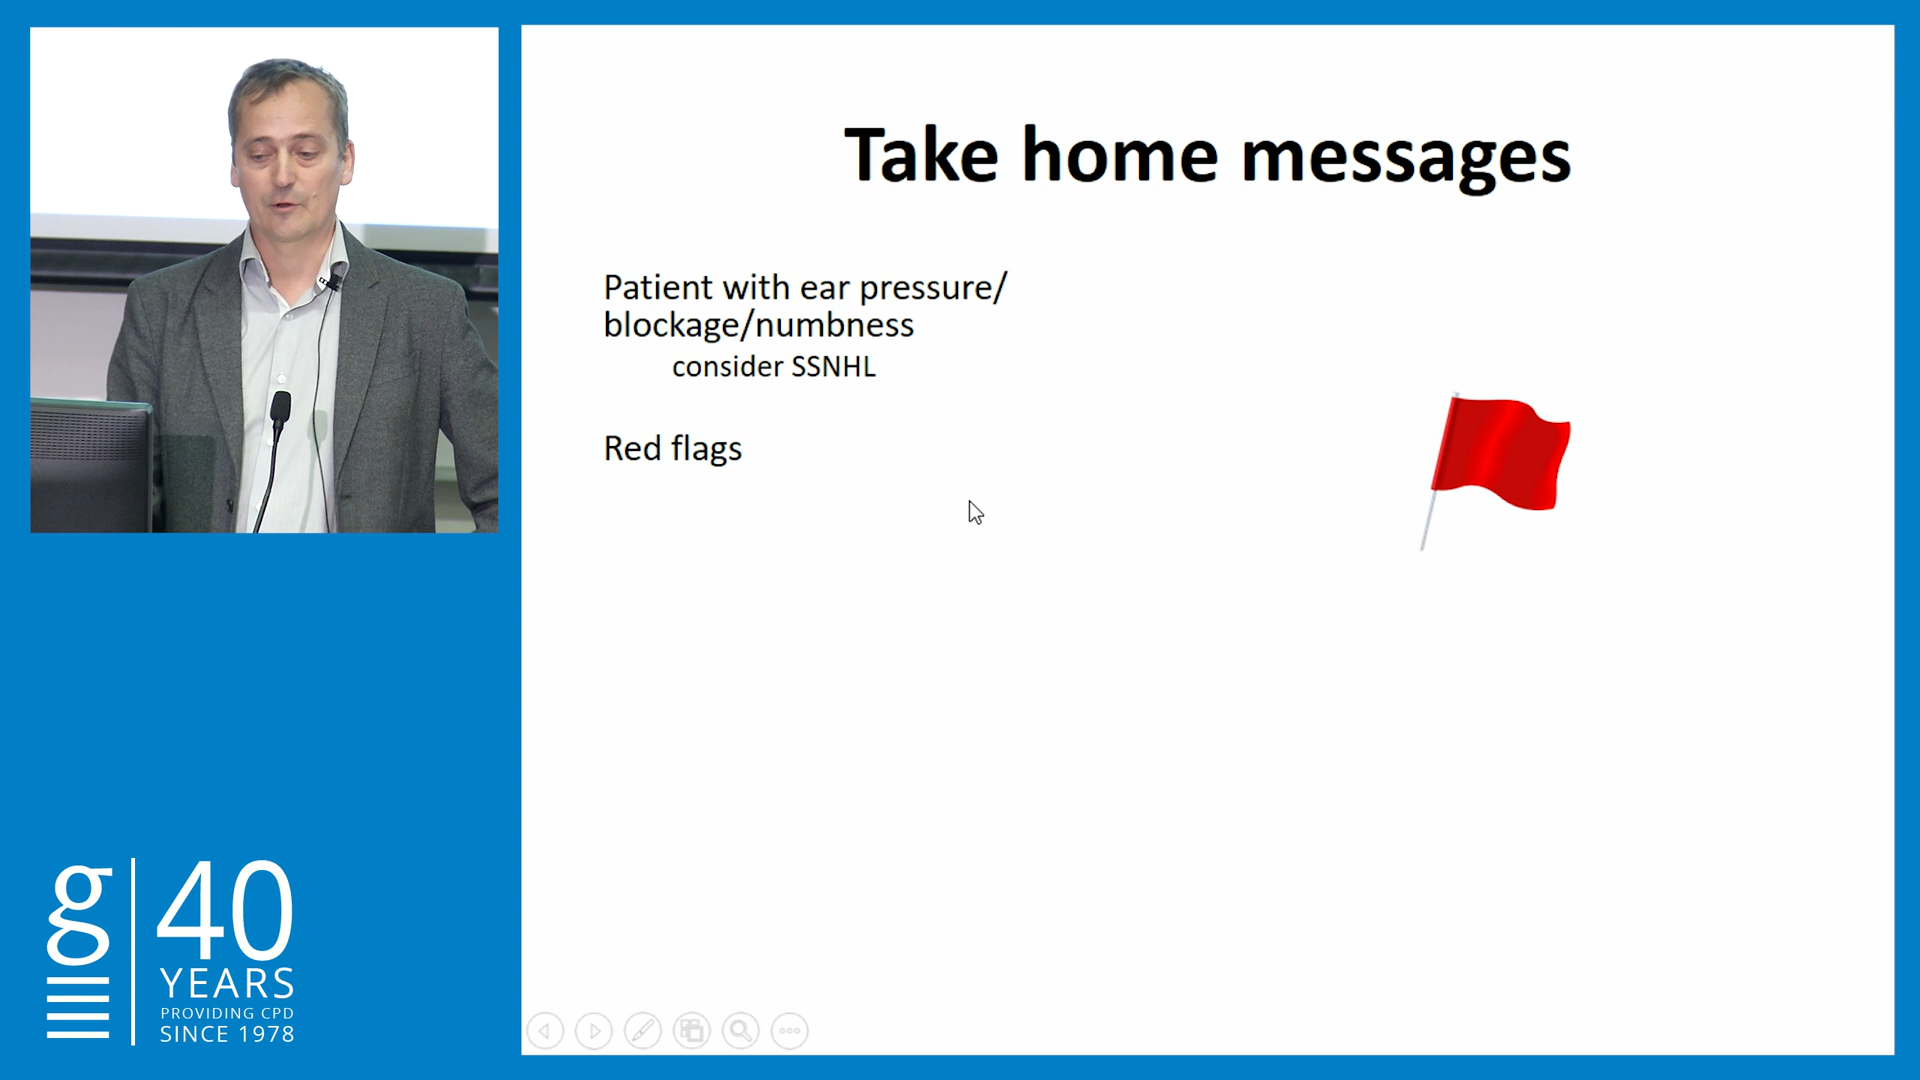 Take home messages
Patient with ear pressure/
blockage/numbness
consider SSNHL
Red flags
g
40
YEARS
PROVIDING CPD
SINCE 1978